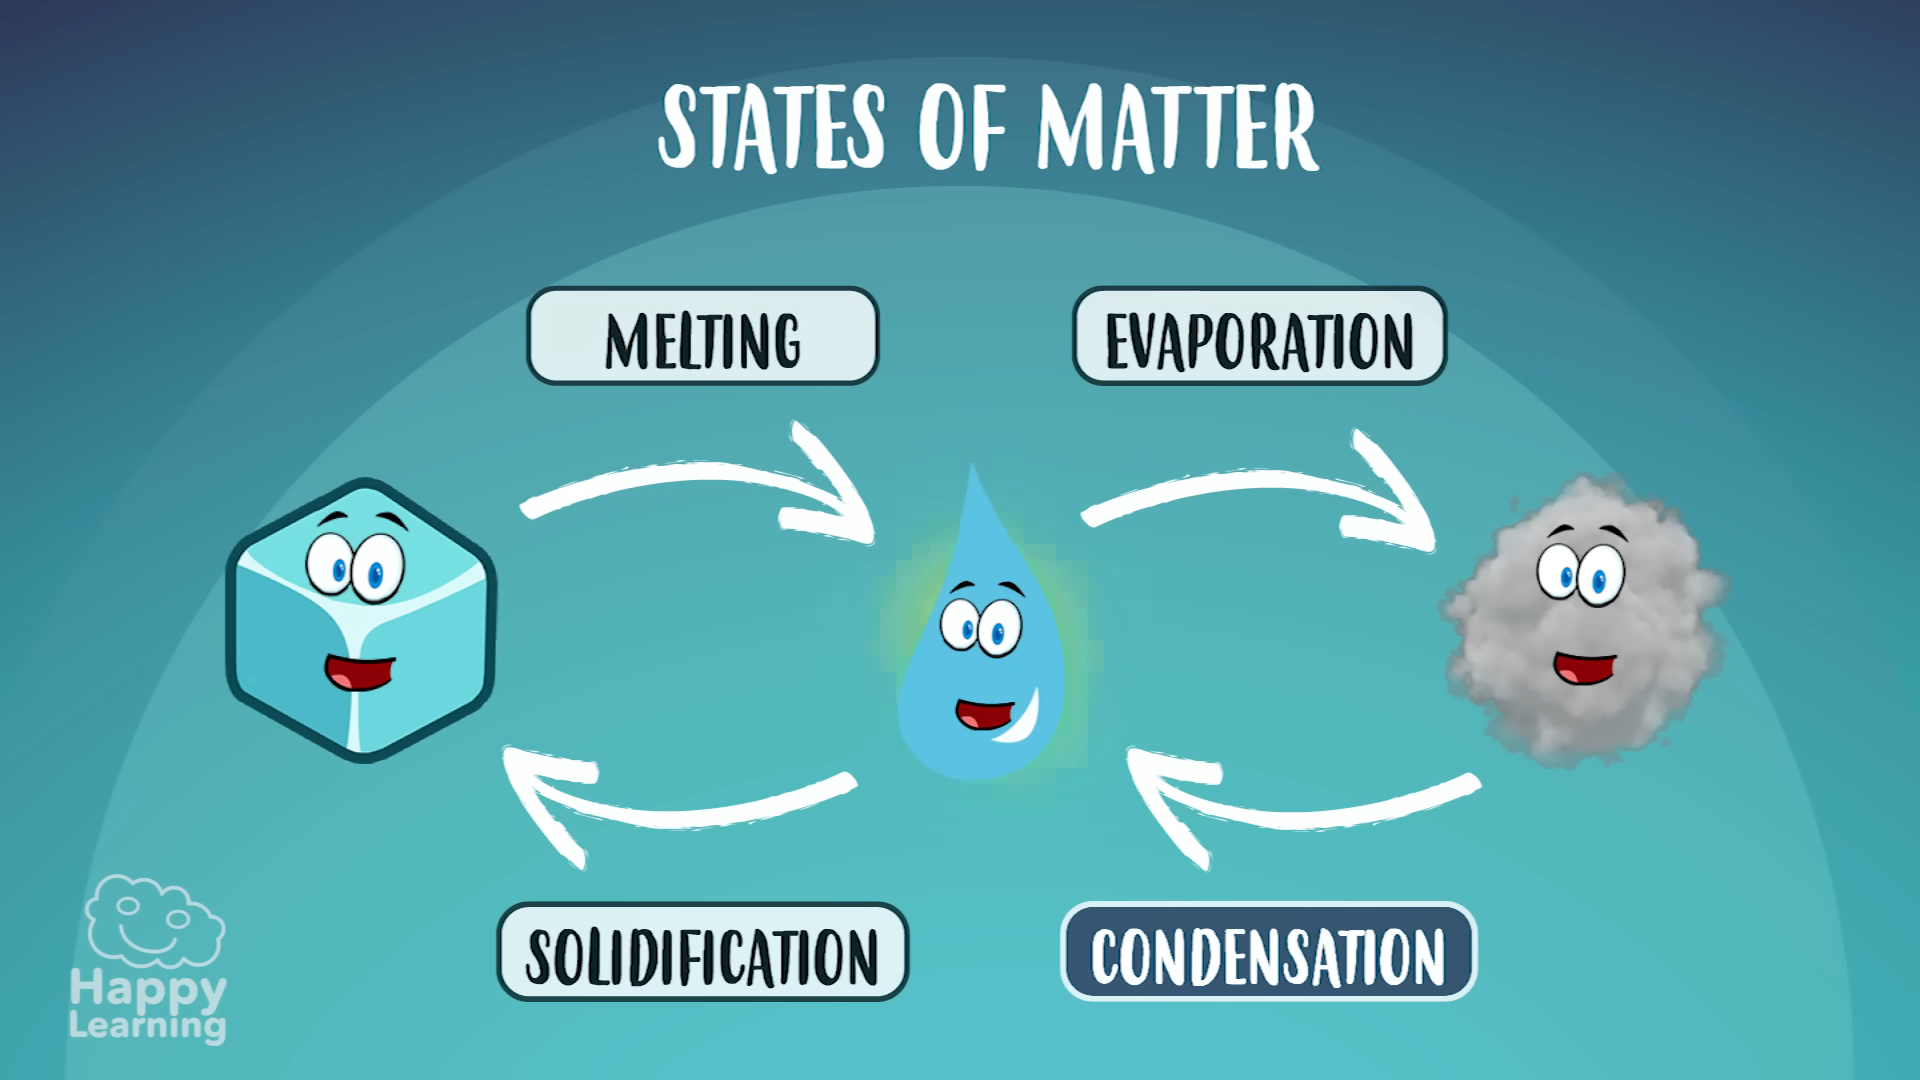 STATES OF MATTER
MELTING
EVAPORATION
SOLIDIFICATION
CONDENSATION
Happy
Learning